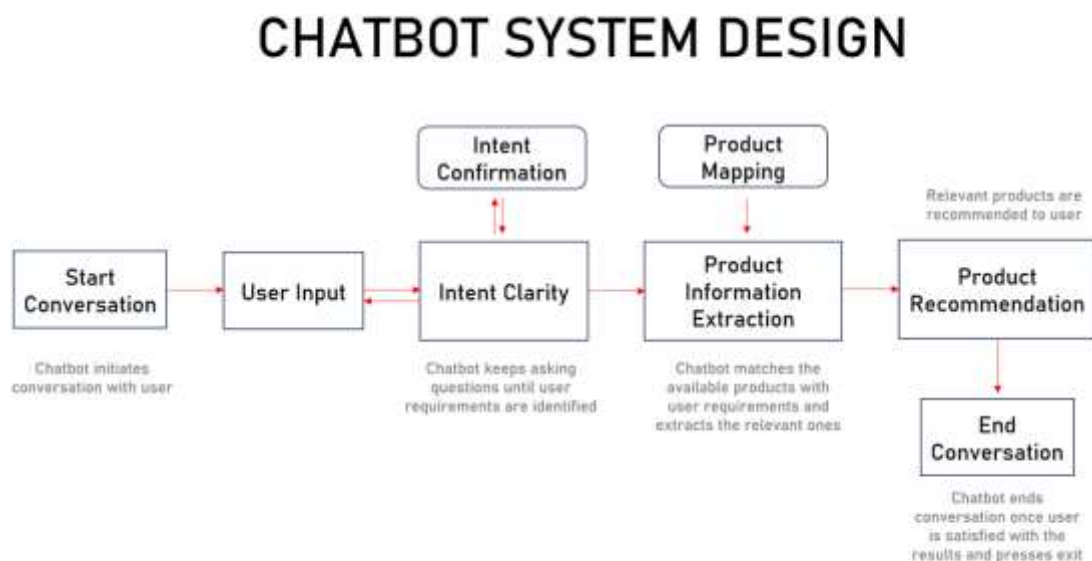 CHATBOT SYSTEM DESIGN
Intent
Confirmation
Product
Mapping
Relevant products are
recommended to user
Start
Conversation
User Input
Intent Clarity
Product
Information
Extraction
Product
Recommendation
Chatbot initiates
conversation with user
Chatbot keeps asking
questions until user
requirements are identified
Chatbot matches the
available products with
user requirements and
extracts the relevant ones
End
Conversation
Chatbot ends
conversation once user
is satisfied with the
results and presses exit